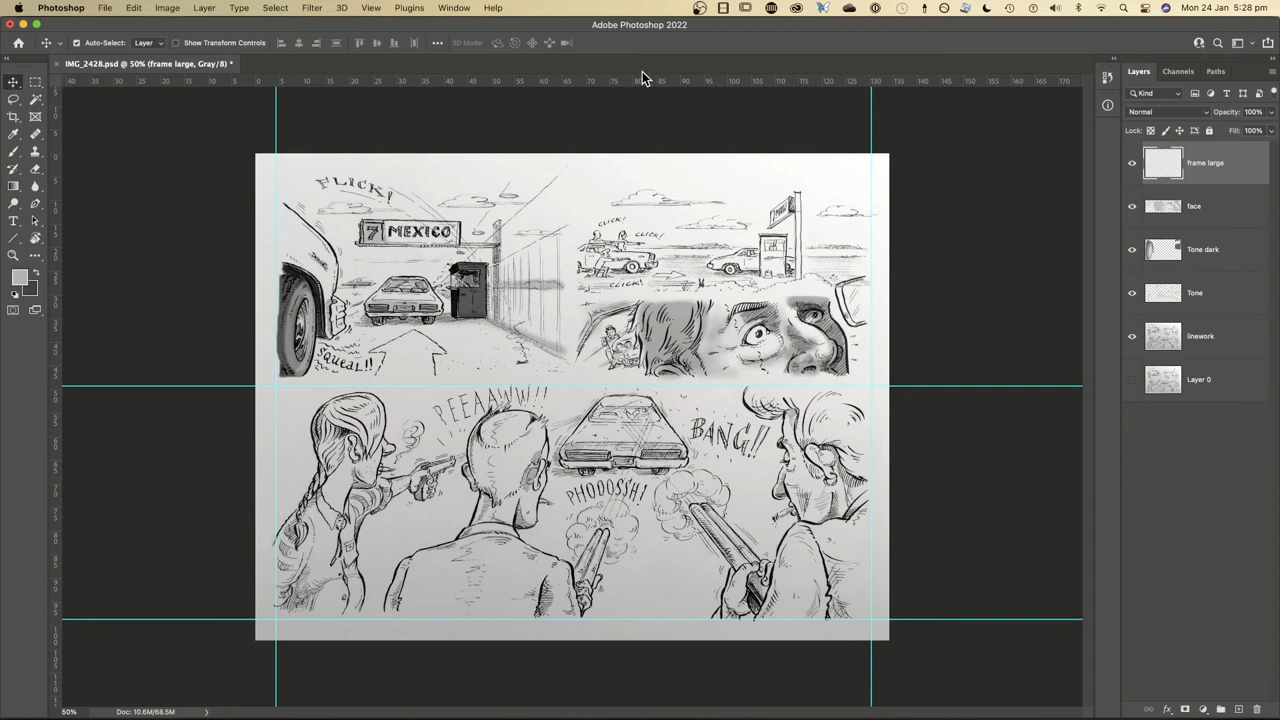 Photoshop File Edit Image Layer Type Select Filter 3D View Plugins Window Help
Mon 24 Jan 5:28 pm
Adobe Photoshop 2022
Auto-Select: Layer Show Transform Controls
3D Mode:
IMG_2428.psd @ 50% (frame large, Gray/8) *
Layers Channels Paths
Kind
Normal Opacity: 100%
Lock: Fill: 100%
frame large
face
Tone dark
Tone
linework
Layer 0
FLICK!
7 MEXICO
SQUEAL!!
CLICK!
CLICK!
CLICK!
PEEAAWW!!!
BANG!!
PHOOOSSH!
50% Doc: 10.6M/68.5M